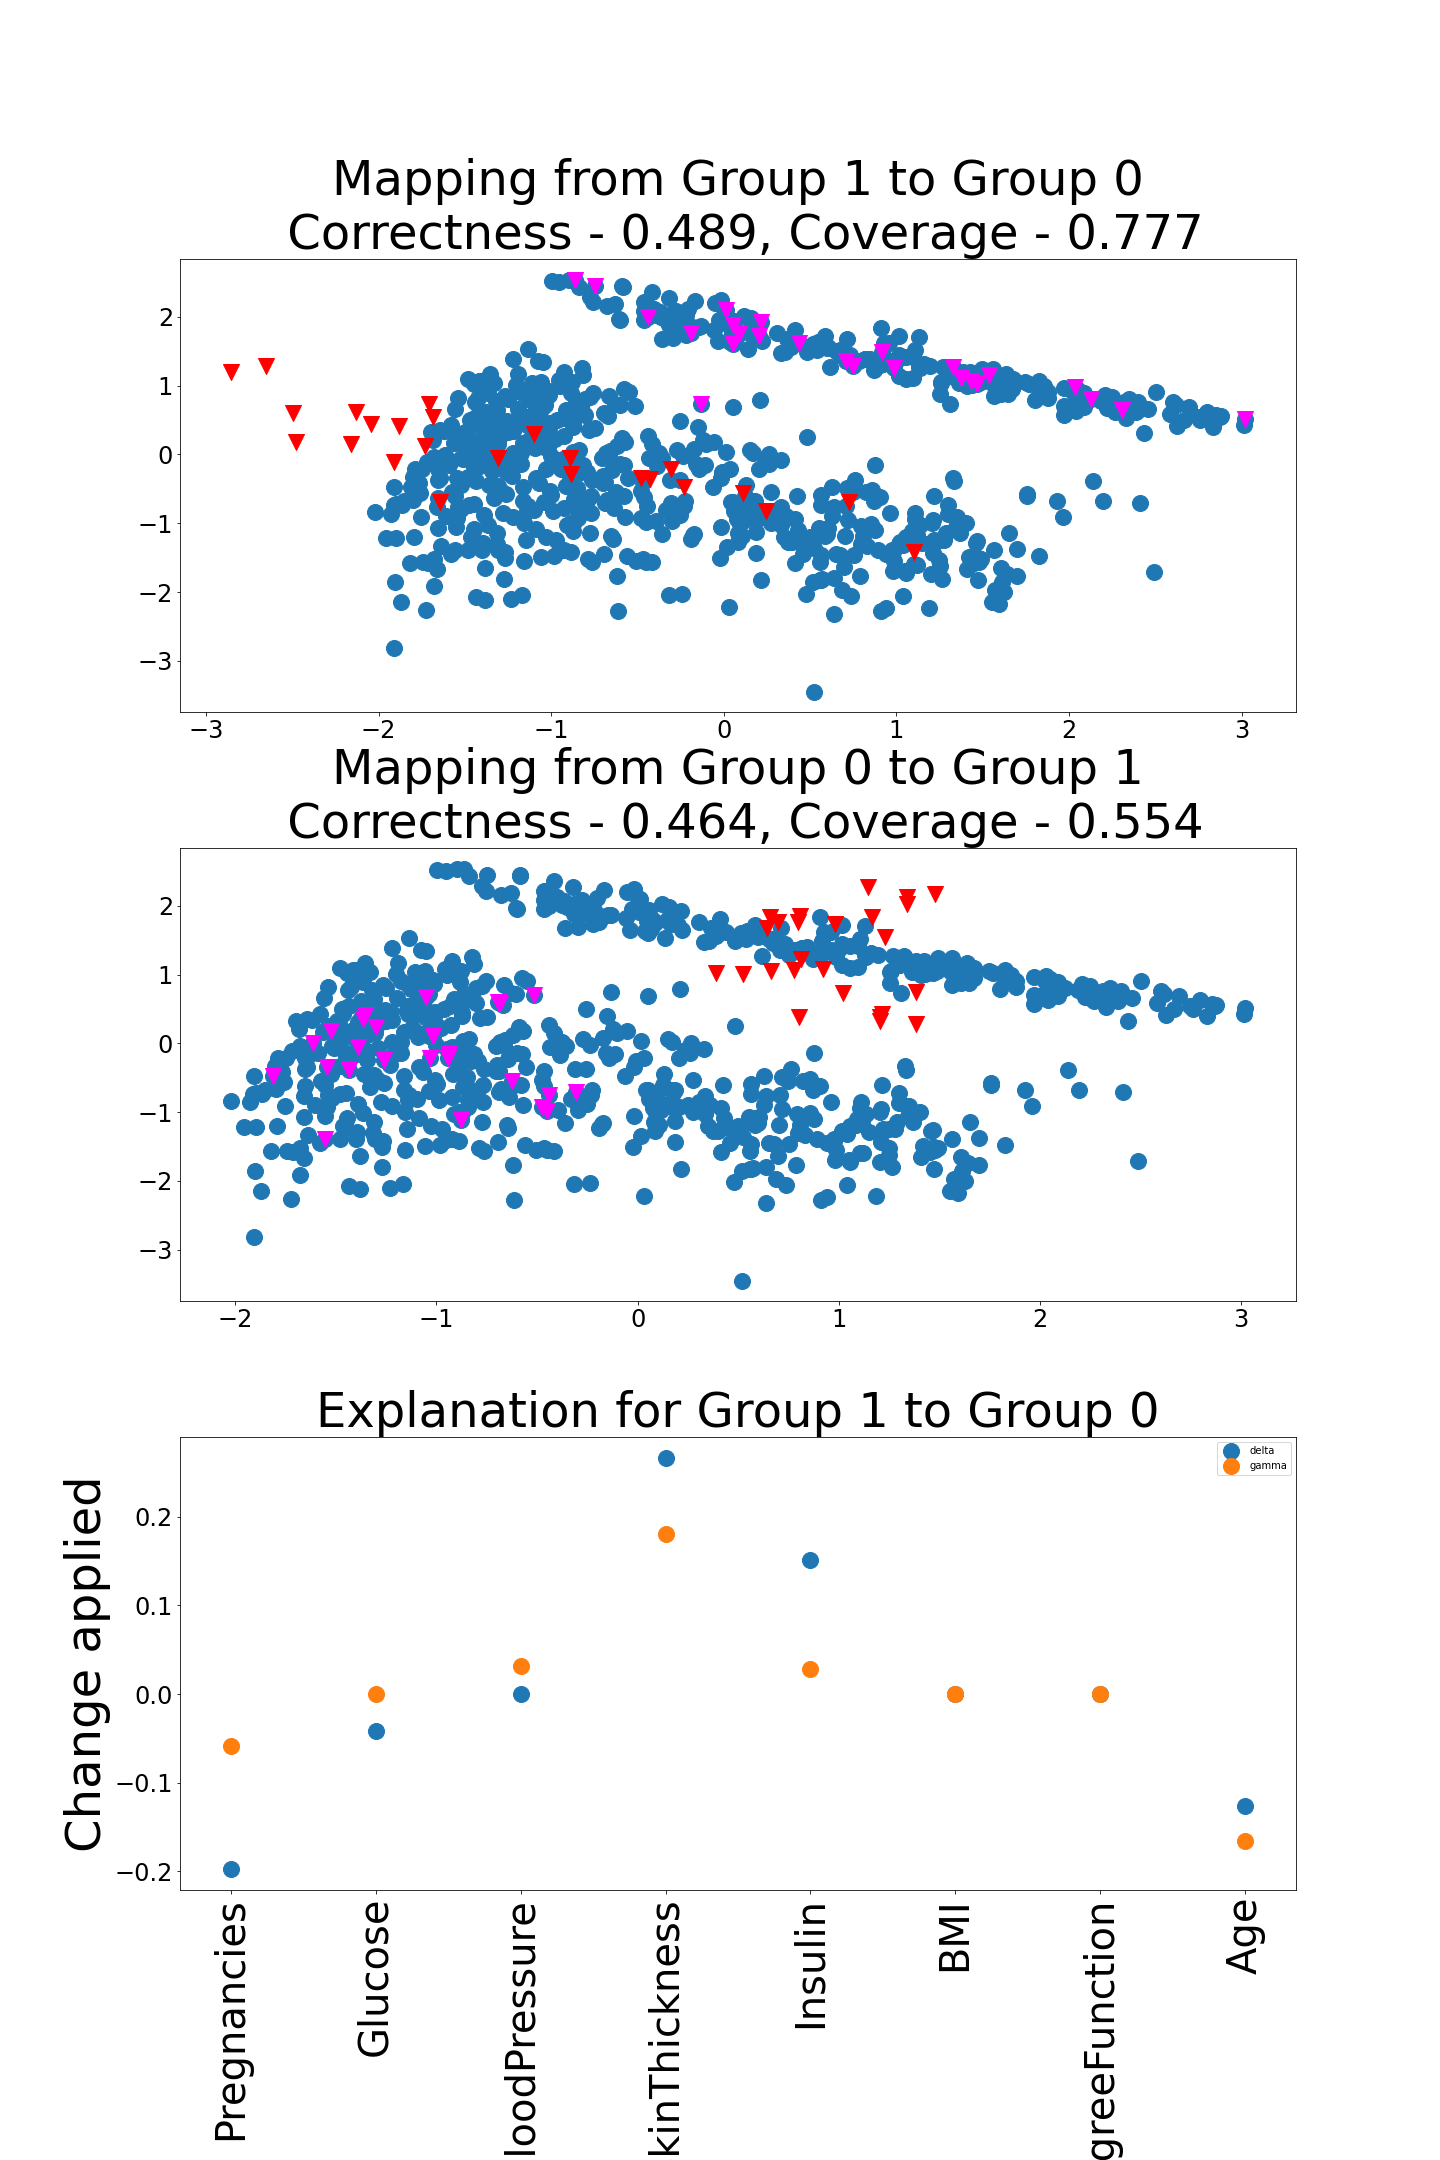 Mapping from Group 1 to Group 0
Correctness - 0.489, Coverage - 0.777
2
1
0
−1
−2
−3
−3 −2 −1 0 1 2 3
Mapping from Group 0 to Group 1
Correctness - 0.464, Coverage - 0.554
2
1
0
−1
−2
−3
−2 −1 0 1 2 3
Explanation for Group 1 to Group 0
delta
gamma
Change applied
0.2
0.1
0.0
−0.1
−0.2
Pregnancies
Glucose
loodPressure
kinThickness
Insulin
BMI
greeFunction
Age